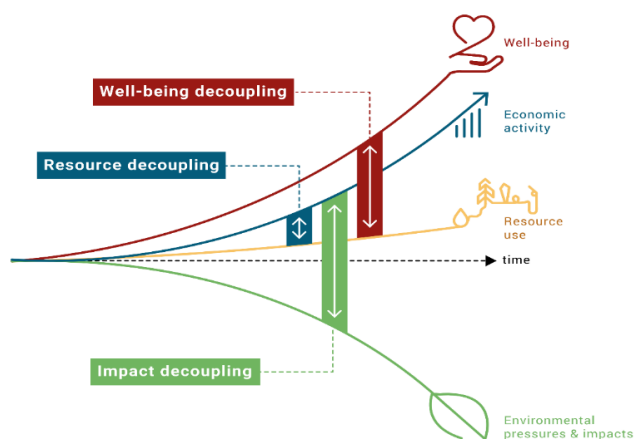 Well-being
Well-being decoupling
Economic
activity
Resource decoupling
Resource
use
time
Impact decoupling
Environmental
pressures & impacts